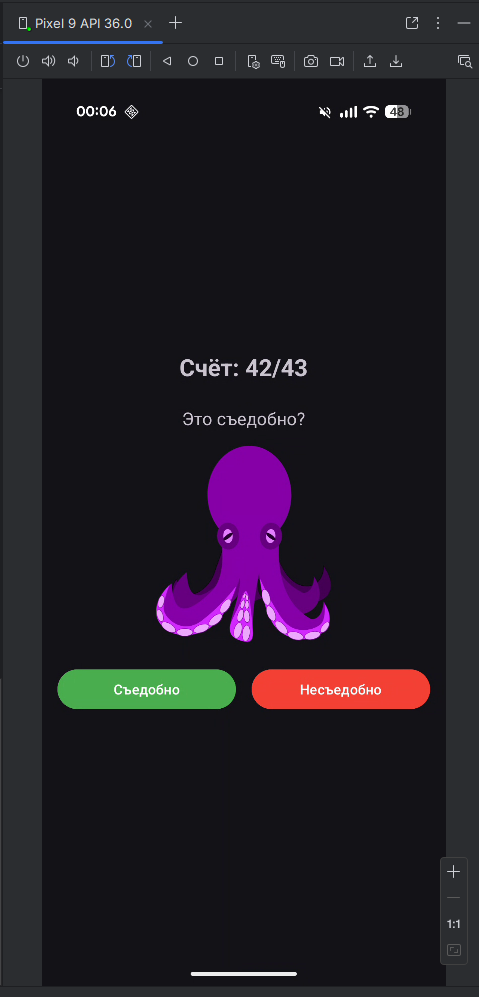 Pixel 9 API 36.0
00:06
48
Счёт: 42/43
Это съедобно?
Съедобно
Несъедобно
1:1